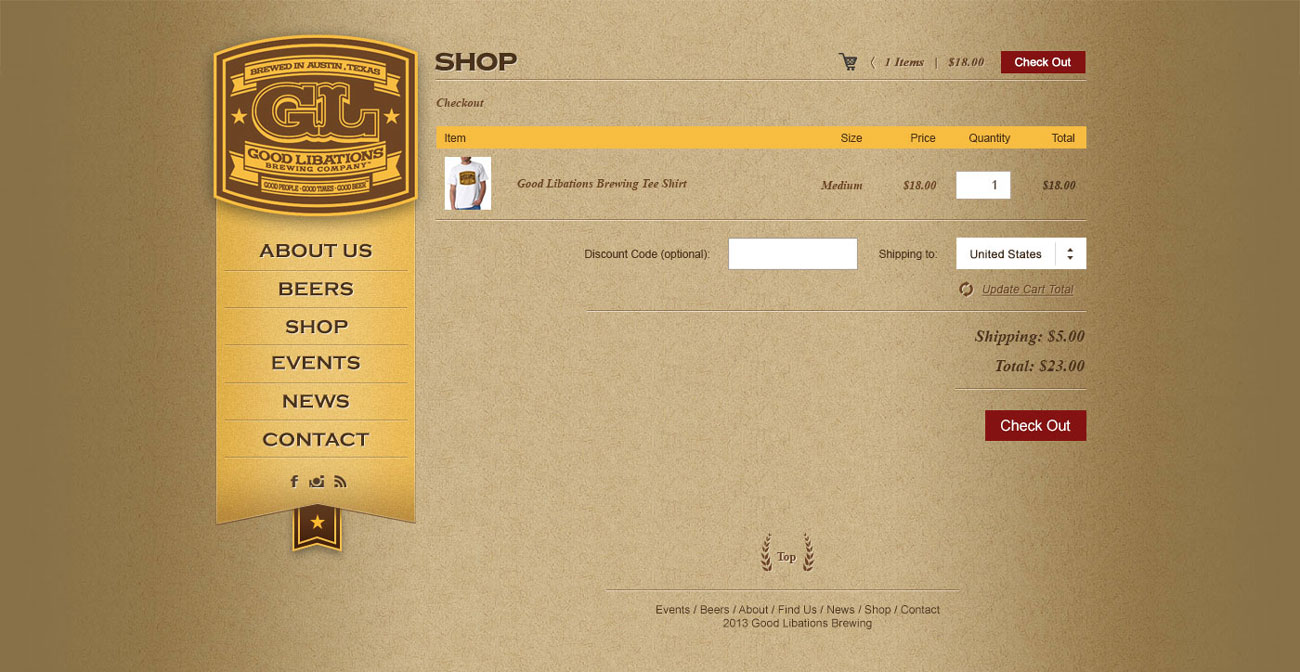 BREWED IN AUSTIN, TEXAS
GL
GOOD LIBATIONS
BREWING COMPANY
GOOD PEOPLE • GOOD TIMES • GOOD BEER
ABOUT US
BEERS
SHOP
EVENTS
NEWS
CONTACT
SHOP
1 Items | $18.00 Check Out
Checkout
Item Size Price Quantity Total
Good Libations Brewing Tee Shirt Medium $18.00 1 $18.00
Discount Code (optional): Shipping to: United States
Update Cart Total
Shipping: $5.00
Total: $23.00
Check Out
Top
Events / Beers / About / Find Us / News / Shop / Contact
2013 Good Libations Brewing